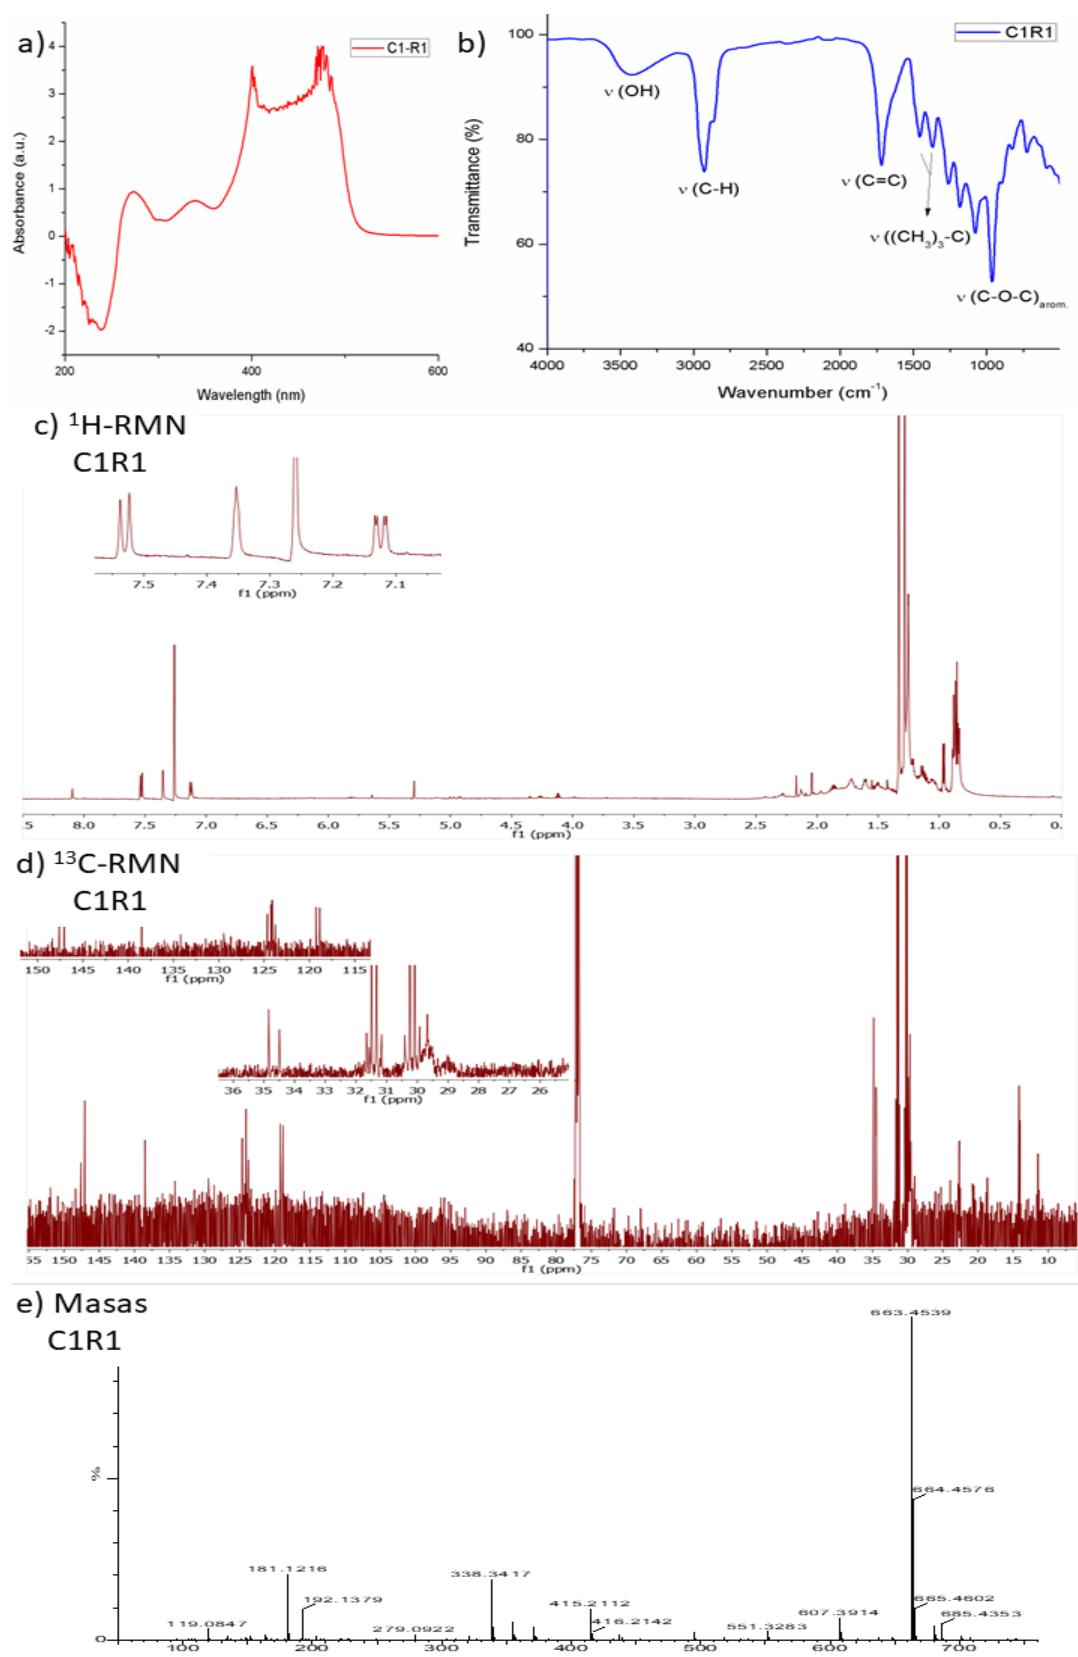 a)
C1-R1
4
3
2
1
0
-1
-2
Absorbance (a.u.)
200 400 600
Wavelength (nm)
b)
C1R1
100
80
60
40
Transmittance (%)
ν (OH)
ν (C-H)
ν (C=C)
ν ((CH3)3-C)
ν (C-O-C)arom.
4000 3500 3000 2500 2000 1500 1000
Wavenumber (cm-1)
c) 1H-RMN
C1R1
7.5 7.4 7.3 7.2 7.1
f1 (ppm)
.5 8.0 7.5 7.0 6.5 6.0 5.5 5.0 4.5 4.0 3.5 3.0 2.5 2.0 1.5 1.0 0.5 0.
f1 (ppm)
d) 13C-RMN
C1R1
150 145 140 135 130 125 120 115
f1 (ppm)
36 35 34 33 32 31 30 29 28 27 26
f1 (ppm)
55 150 145 140 135 130 125 120 115 110 105 100 95 90 85 80 75 70 65 60 55 50 45 40 35 30 25 20 15 10
f1 (ppm)
e) Masas
C1R1
663.4539
%
664.4576
181.1216
338.3417
192.1379
415.2112
665.4602
607.3914
119.0847
416.2142
685.4353
279.0922
551.3283
0
100 200 300 400 500 600 700